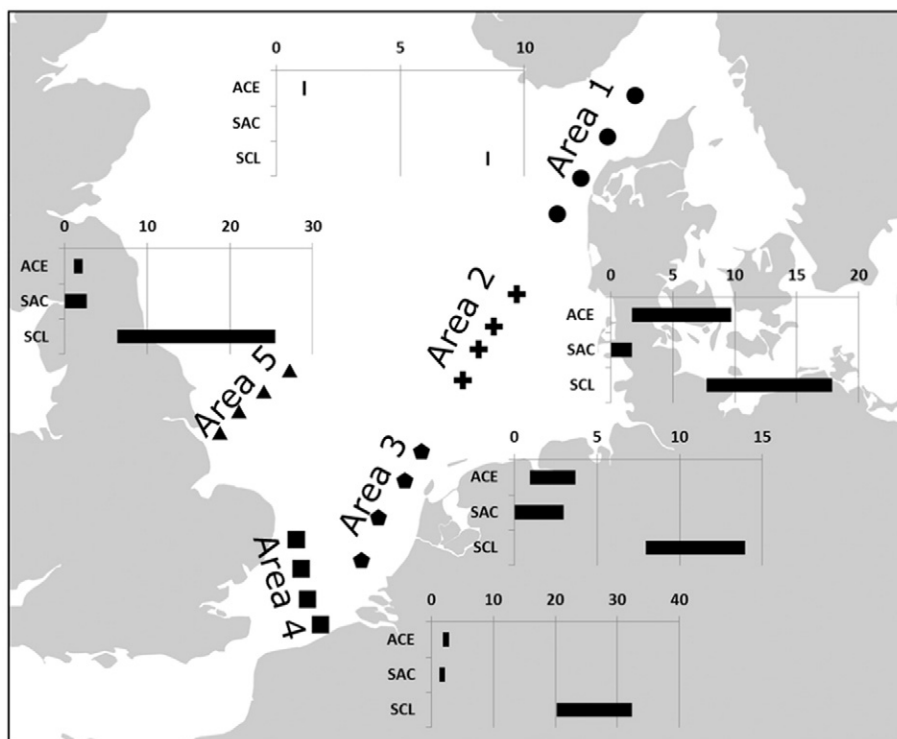 0 5 10
ACE
SAC
SCL
Area 1
0 10 20 30
ACE
SAC
SCL
Area 2
0 5 10 15 20
ACE
SAC
SCL
Area 5
Area 3
0 5 10 15
ACE
SAC
SCL
Area 4
0 10 20 30 40
ACE
SAC
SCL